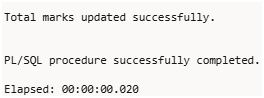 Total marks updated successfully.
PL/SQL procedure successfully completed.
Elapsed: 00:00:00.020